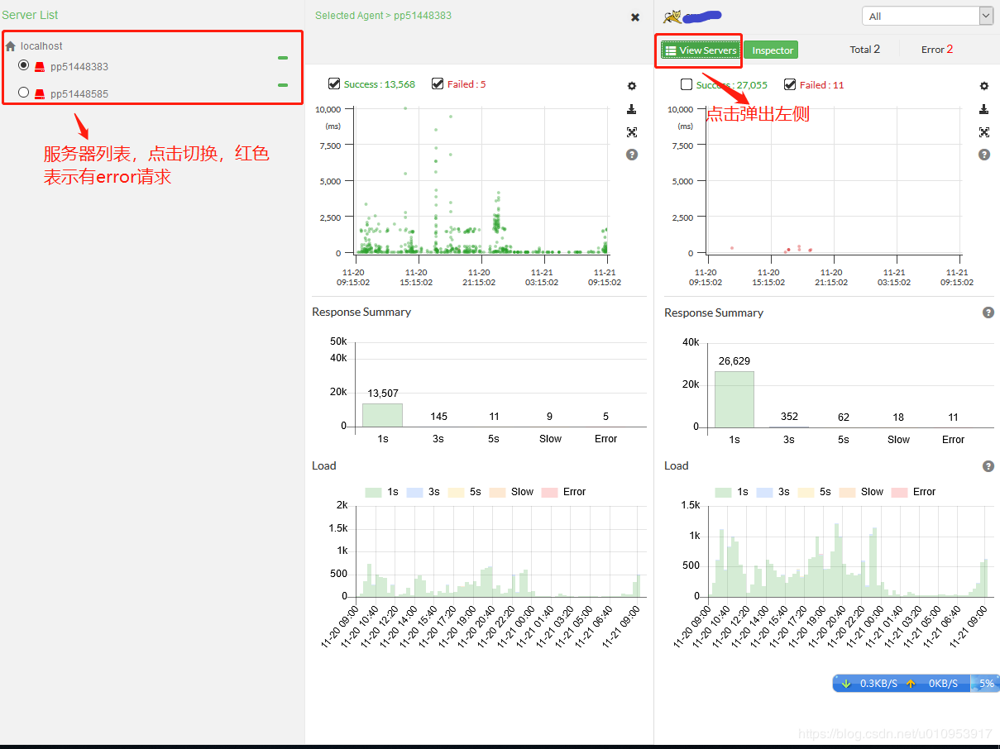 Server List
localhost
pp51448383
pp51448585
服务器列表，点击切换，红色
表示有error请求
Selected Agent > pp51448383
Success : 13,568 Failed : 5
10,000
(ms)
7,500
5,000
2,500
0
11-20 11-20 11-20 11-21 11-21
09:15:02 15:15:02 21:15:02 03:15:02 09:15:02
Response Summary
50k
40k
20k
0
13,507 145 11 9 5
1s 3s 5s Slow Error
Load
1s 3s 5s Slow Error
2k
1.5k
1k
500
0
11-20 09:00 11-20 10:40 11-20 12:20 11-20 14:00 11-20 15:40 11-20 17:20 11-20 19:00 11-20 20:40 11-20 22:20 11-21 00:00 11-21 01:40 11-21 03:20 11-21 05:00 11-21 06:40 11-21 09:00
All
View Servers Inspector Total 2 Error 2
Success : 27,055 Failed : 11
点击弹出左侧
10,000
(ms)
7,500
5,000
2,500
0
11-20 11-20 11-20 11-21 11-21
09:15:02 15:15:02 21:15:02 03:15:02 09:15:02
Response Summary
40k
20k
0
26,629 352 62 18 11
1s 3s 5s Slow Error
Load
1s 3s 5s Slow Error
1.5k
1k
500
0
11-20 09:00 11-20 10:40 11-20 12:20 11-20 14:00 11-20 15:40 11-20 17:20 11-20 19:00 11-20 20:40 11-20 22:20 11-21 00:00 11-21 01:40 11-21 03:20 11-21 05:00 11-21 06:40 11-21 09:00
0.3KB/S 0KB/S 5%
https://blog.csdn.net/u010953917